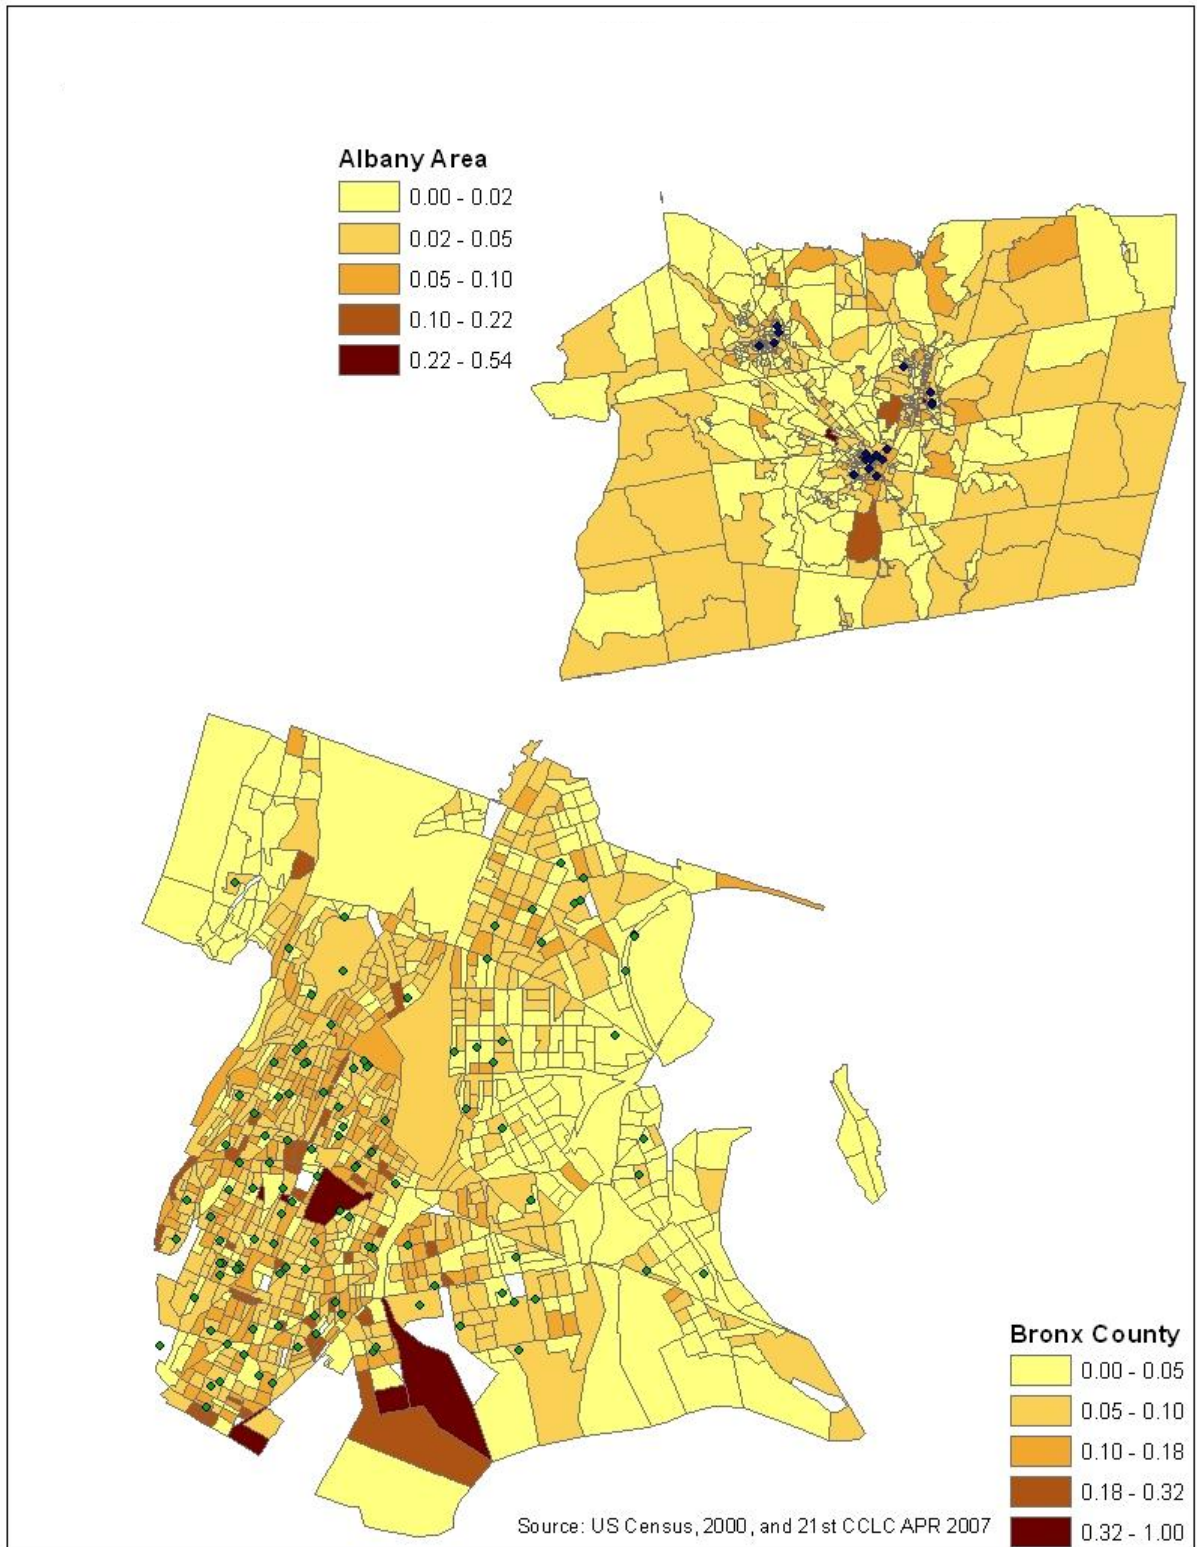 Albany Area
0.00 - 0.02
0.02 - 0.05
0.05 - 0.10
0.10 - 0.22
0.22 - 0.54
Bronx County
0.00 - 0.05
0.05 - 0.10
0.10 - 0.18
0.18 - 0.32
0.32 - 1.00
Source: US Census, 2000, and 21st CCLC APR 2007